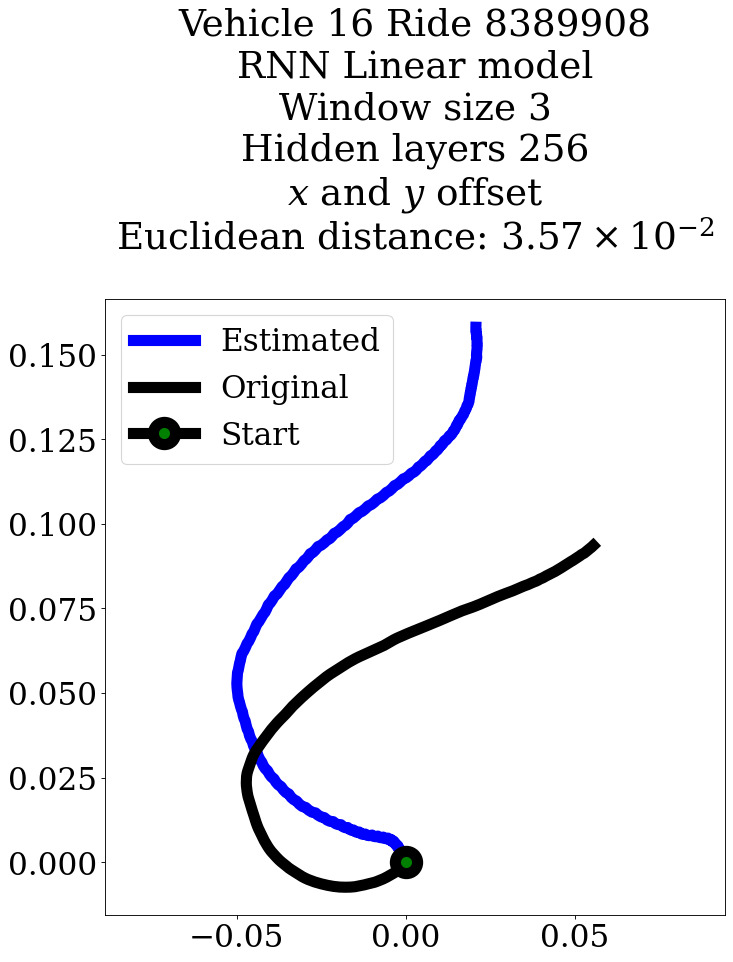 Vehicle 16 Ride 8389908
RNN Linear model
Window size 3
Hidden layers 256
x and y offset
Euclidean distance: 3.57 × 10⁻²
Estimated
Original
Start
0.150
0.125
0.100
0.075
0.050
0.025
0.000
−0.05 0.00 0.05